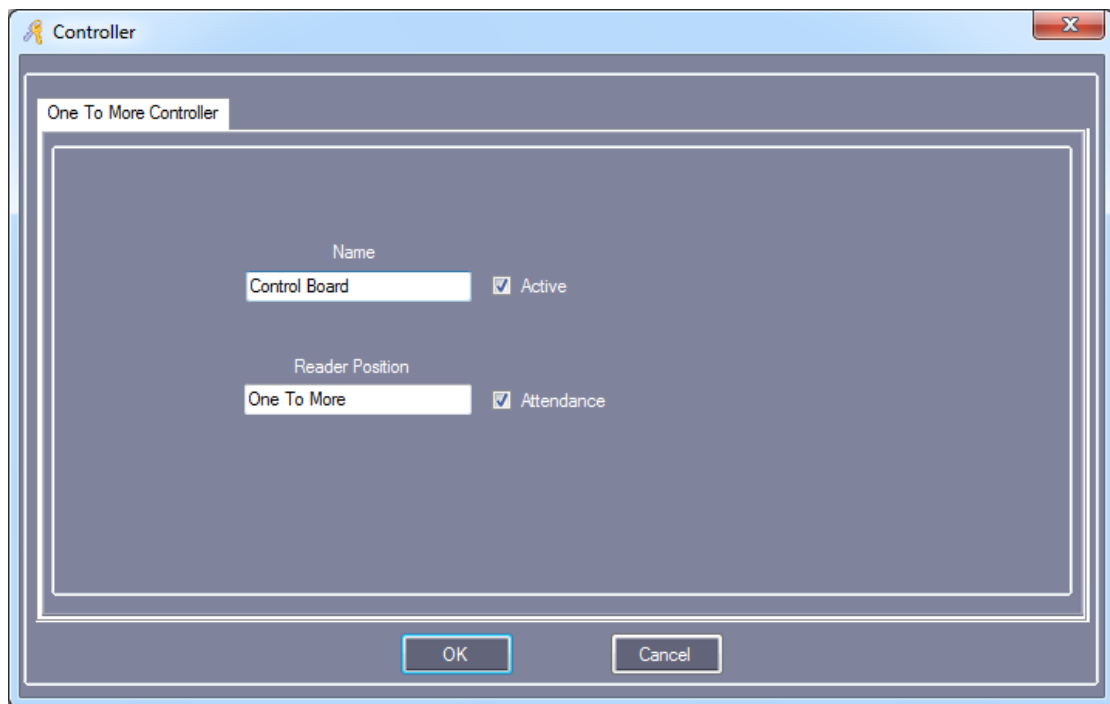 Controller
One To More Controller
Name
Control Board
Active
Reader Position
One To More
Attendance
OK
Cancel